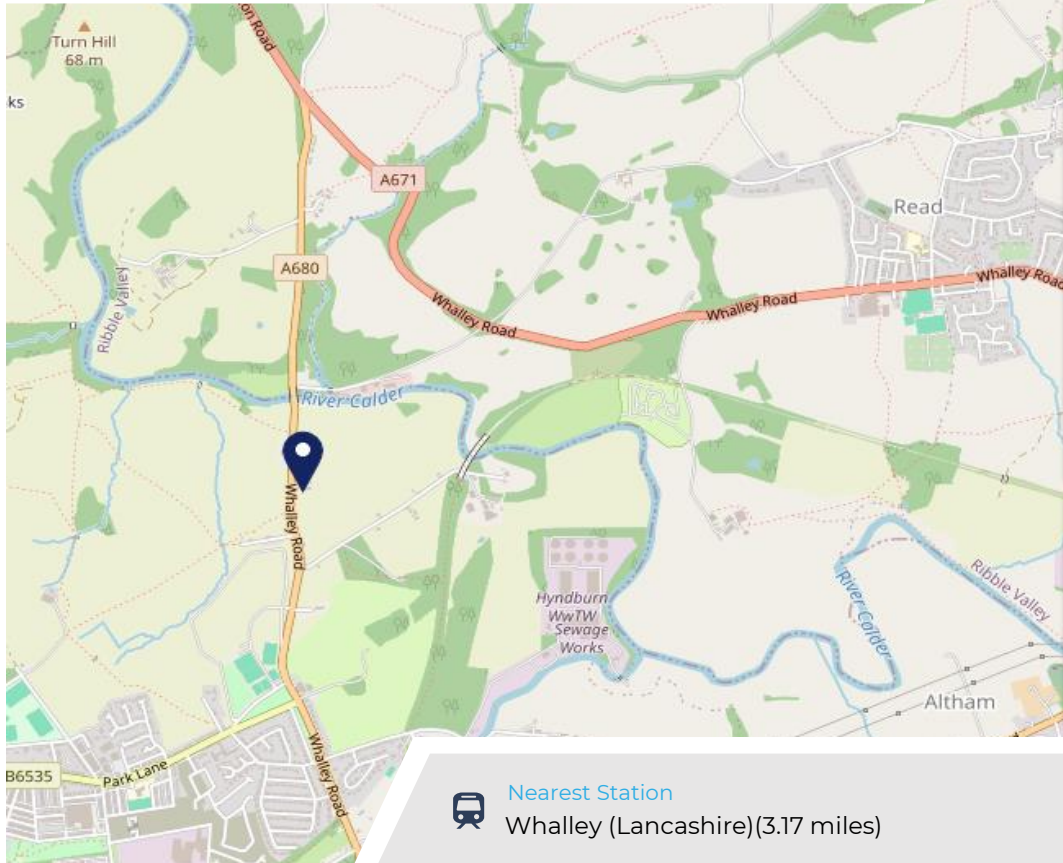 on Road
Turn Hill
68 m
ks
A671
Read
A680
Whalley Road
Whalley Road
Whalley Road
Ribble Valley
River Calder
Whalley Road
Hyndburn
WwTW
Sewage
Works
River Calder
Ribble Valley
Altham
B6535
Park Lane
Whalley Road
Nearest Station
Whalley (Lancashire)(3.17 miles)